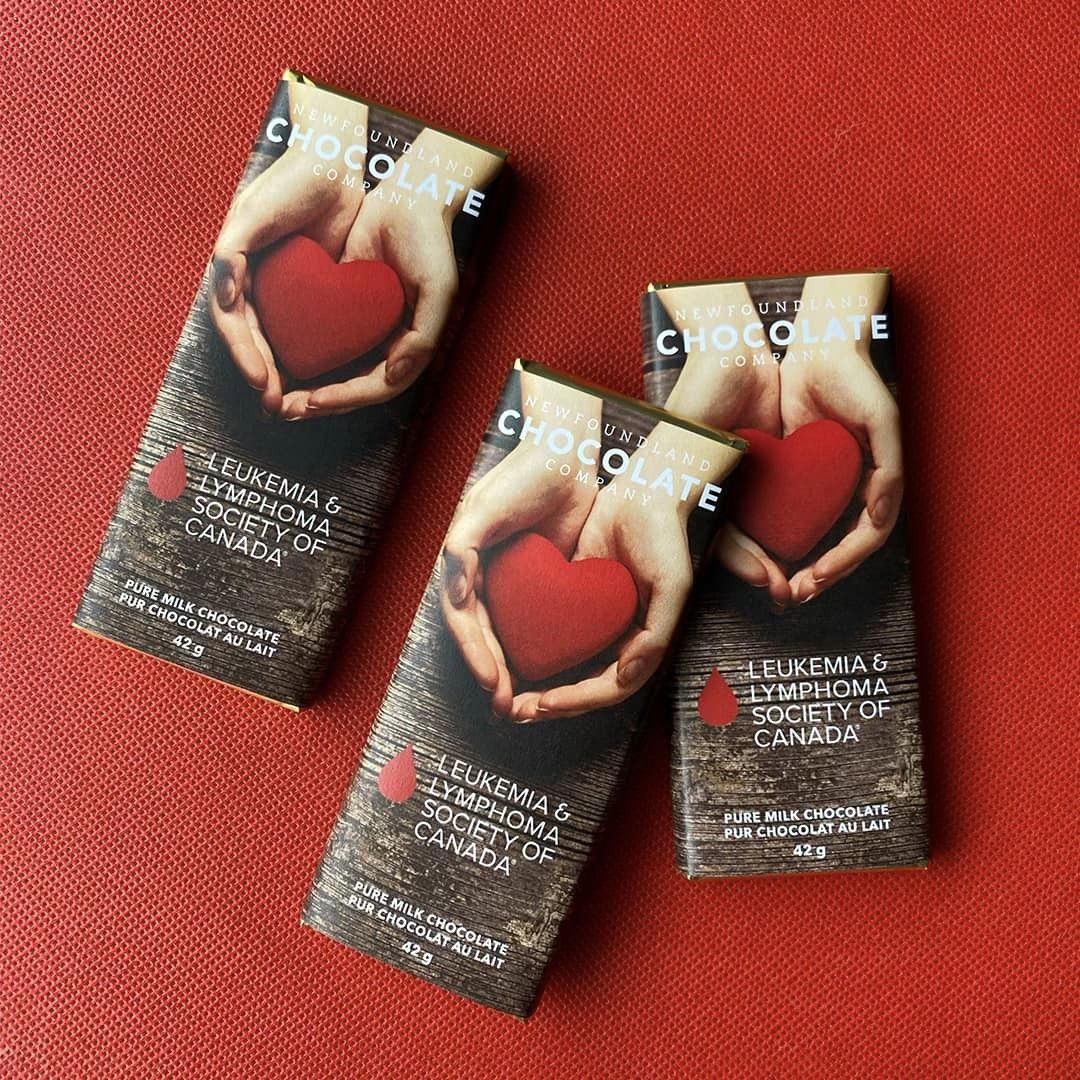 NEWFOUNDLAND
CHOCOLATE
COMPANY
LEUKEMIA &
LYMPHOMA
SOCIETY OF
CANADA®
PURE MILK CHOCOLATE
PUR CHOCOLAT AU LAIT
42 g
NEWFOUNDLAND
CHOCOLATE
COMPANY
LEUKEMIA &
LYMPHOMA
SOCIETY OF
CANADA®
PURE MILK CHOCOLATE
PUR CHOCOLAT AU LAIT
42 g
NEWFOUNDLAND
CHOCOLATE
COMPANY
LEUKEMIA &
LYMPHOMA
SOCIETY OF
CANADA®
PURE MILK CHOCOLATE
PUR CHOCOLAT AU LAIT
42 g